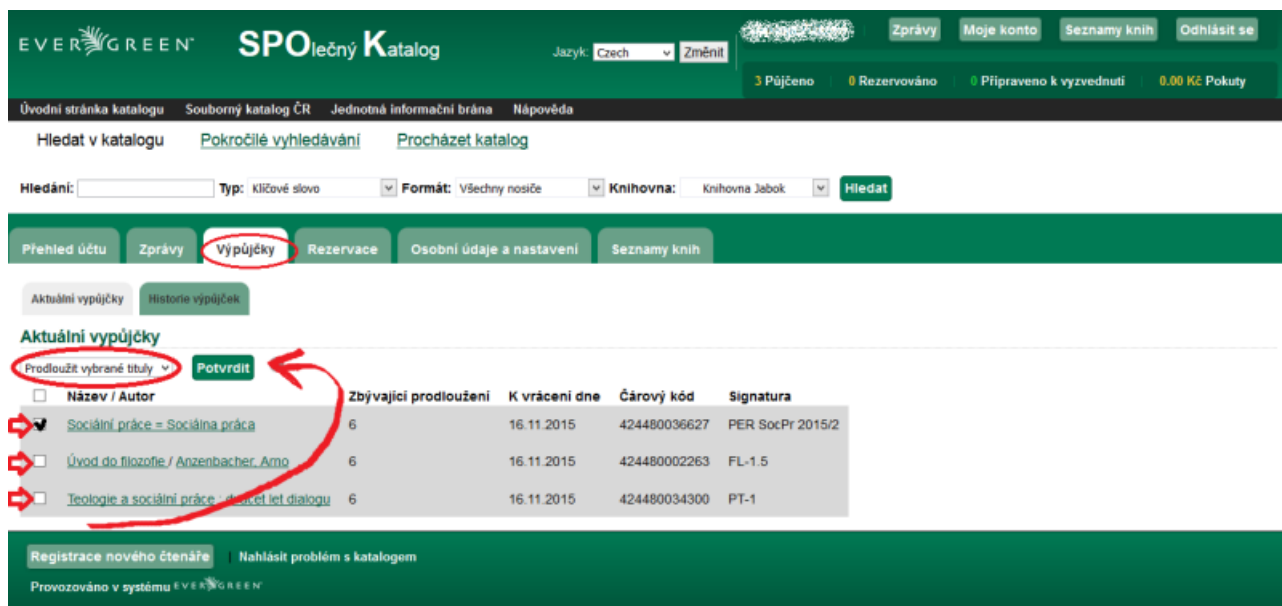 EVERGREEN
SPOlečný Katalog
Jazyk: Czech Změnit
Zprávy Moje konto Seznamy knih Odhlásit se
3 Půjčeno 0 Rezervováno 0 Připraveno k vyzvednutí 0.00 Kč Pokuty
Úvodní stránka katalogu Souborný katalog ČR Jednotná informační brána Nápověda
Hledat v katalogu Pokročilé vyhledávání Procházet katalog
Hledání: Typ: Klíčové slovo Formát: Všechny nosiče Knihovna: Knihovna Jabok Hledat
Přehled účtu Zprávy Výpůjčky Rezervace Osobní údaje a nastavení Seznamy knih
Aktuální vypůjčky Historie výpůjček
Aktuální vypůjčky
Prodloužit vybrané tituly Potvrdit
Název / Autor Zbývající prodloužení K vrácení dne Čárový kód Signatura
Sociální práce = Sociálna práca 6 16.11.2015 424480036627 PER SocPr 2015/2
Úvod do filozofie / Anzenbacher, Arno 6 16.11.2015 424480002263 FL-1.5
Teologie a sociální práce : dvacet let dialogu 6 16.11.2015 424480034300 PT-1
Registrace nového čtenáře | Nahlásit problém s katalogem
Provozováno v systému EVERGREEN